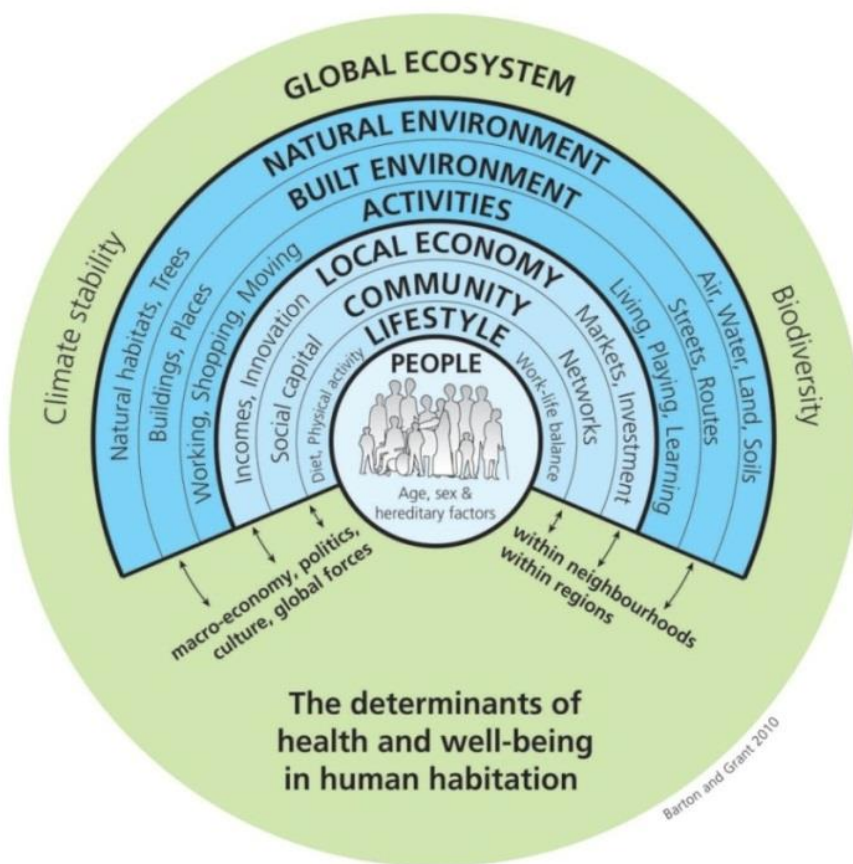 GLOBAL ECOSYSTEM
NATURAL ENVIRONMENT
BUILT ENVIRONMENT
ACTIVITIES
LOCAL ECONOMY
COMMUNITY
LIFESTYLE
PEOPLE
Climate stability
Natural habitats, Trees
Buildings, Places
Working, Shopping, Moving
Incomes, Innovation
Social capital
Diet, Physical activity
Work-life balance
Networks
Markets, Investment
Living, Playing, Learning
Streets, Routes
Air, Water, Land, Soils
Biodiversity
Age, sex &
hereditary factors
macro-economy, politics,
culture, global forces
within neighbourhoods
within regions
The determinants of
health and well-being
in human habitation
Barton and Grant 2010